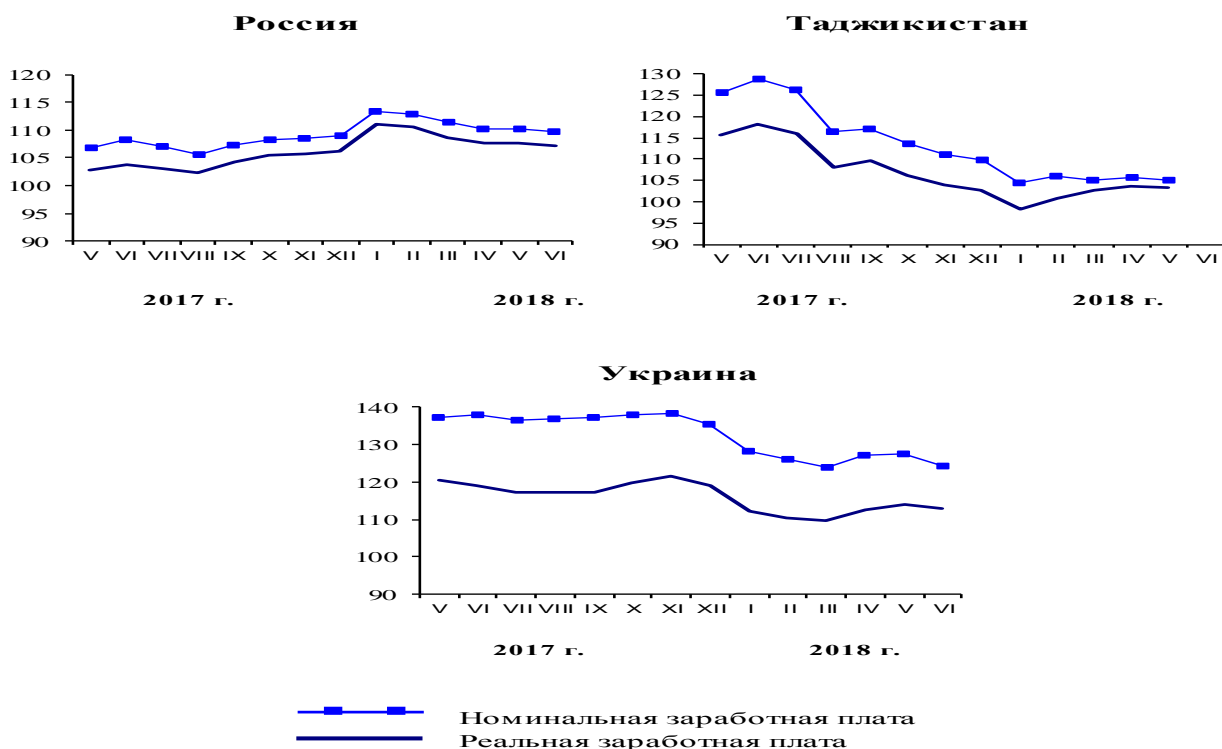 Россия
120
115
110
105
100
95
90
V VI VII VIII IX X XI XII I II III IV V VI
2017 г. 2018 г.
Таджикистан
130
125
120
115
110
105
100
95
90
V VI VII VIII IX X XI XII I II III IV V VI
2017 г. 2018 г.
Украина
140
130
120
110
100
90
V VI VII VIII IX X XI XII I II III IV V VI
2017 г. 2018 г.
Номинальная заработная плата
Реальная заработная плата